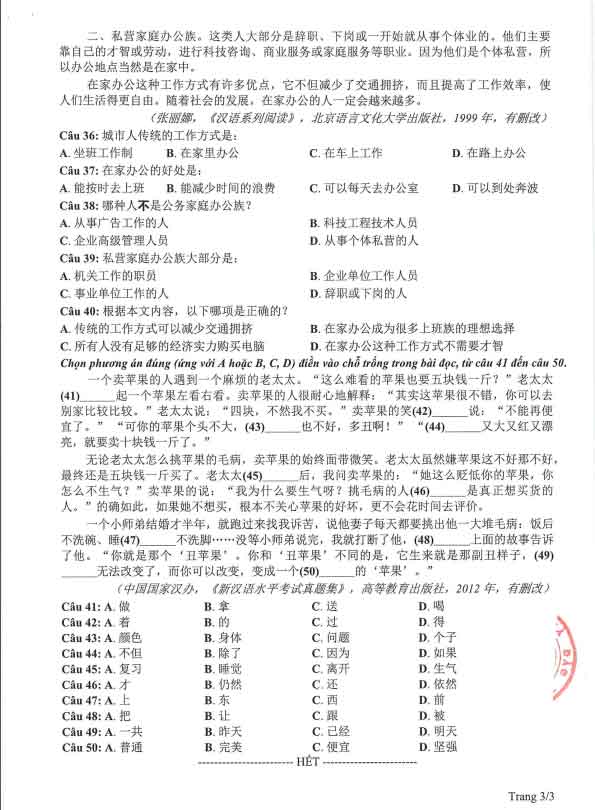 二、私营家庭办公族。这类人大部分是辞职、下岗或一开始就从事个体业的。他们主要
靠自己的才智或劳动，进行科技咨询、商业服务或家庭服务等职业。因为他们是个体私营，所
以办公地点当然是在家中。
在家办公这种工作方式有许多优点，它不但减少了交通拥挤，而且提高了工作效率，使
人们生活得更自由。随着社会的发展，在家办公的人一定会越来越多。
（张丽娜，《汉语系列阅读》，北京语言文化大学出版社，1999 年，有删改）
Câu 36: 城市人传统的工作方式是：
A. 坐班工作制 B. 在家里办公 C. 在车上工作 D. 在路上办公
Câu 37: 在家办公的好处是：
A. 能按时去上班 B. 能减少时间的浪费 C. 可以每天去办公室 D. 可以到处奔波
Câu 38: 哪种人不是公务家庭办公族？
A. 从事广告工作的人 B. 科技工程技术人员
C. 企业高级管理人员 D. 从事个体私营的人
Câu 39: 私营家庭办公族大部分是：
A. 机关工作的职员 B. 企业单位工作人员
C. 事业单位工作的人 D. 辞职或下岗的人
Câu 40: 根据本文内容，以下哪项是正确的？
A. 传统的工作方式可以减少交通拥挤 B. 在家办公成为很多上班族的理想选择
C. 所有人没有足够的经济实力购买电脑 D. 在家办公这种工作方式不需要才智
Chọn phương án đúng (ứng với A hoặc B, C, D) điền vào chỗ trống trong bài đọc, từ câu 41 đến câu 50.
一个卖苹果的人遇到一个麻烦的老太太。“这么难看的苹果也要五块钱一斤？”老太太
(41)______起一个苹果左看右看。卖苹果的人很耐心地解释：“其实这苹果很不错，你可以去
别家比较比较。”老太太说：“四块，不然我不买。”卖苹果的笑(42)______说：“不能再便
宜了。”“可你的苹果个头不大，(43)______也不好，多丑啊！”“(44)______又大又红又漂
亮，就要卖十块钱一斤了。”
无论老太太怎么挑苹果的毛病，卖苹果的始终面带微笑。老太太虽然嫌苹果这不好那不好，
最终还是五块钱一斤买了。老太太(45)______后，我问卖苹果的：“她这么贬低你的苹果，你
怎么不生气？”卖苹果的说：“我为什么要生气呀？挑毛病的人(46)______是真正想买货的
人。”的确如此，如果她不想买，根本不关心苹果的好坏，更不会花时间去评价。
一个小师弟结婚才半年，就跑过来找我诉苦，说他妻子每天都要挑出他一大堆毛病：饭后
不洗碗、睡(47)______不洗脚……没等小师弟说完，我就打断了他，(48)______上面的故事告诉
了他。“你就是那个‘丑苹果’。你和‘丑苹果’不同的是，它生来就是那副丑样子，(49)
______无法改变了，而你可以改变，变成一个(50)______的‘苹果’。”
（中国国家汉办，《新汉语水平考试真题集》，高等教育出版社，2012 年，有删改）
Câu 41: A. 做 B. 拿 C. 送 D. 喝
Câu 42: A. 着 B. 的 C. 过 D. 得
Câu 43: A. 颜色 B. 身体 C. 问题 D. 个子
Câu 44: A. 不但 B. 除了 C. 因为 D. 如果
Câu 45: A. 复习 B. 睡觉 C. 离开 D. 生气
Câu 46: A. 才 B. 仍然 C. 还 D. 依然
Câu 47: A. 上 B. 东 C. 西 D. 前
Câu 48: A. 把 B. 让 C. 跟 D. 被
Câu 49: A. 一共 B. 昨天 C. 已经 D. 明天
Câu 50: A. 普通 B. 完美 C. 便宜 D. 坚强
------------------------ HẾT ------------------------
Trang 3/3